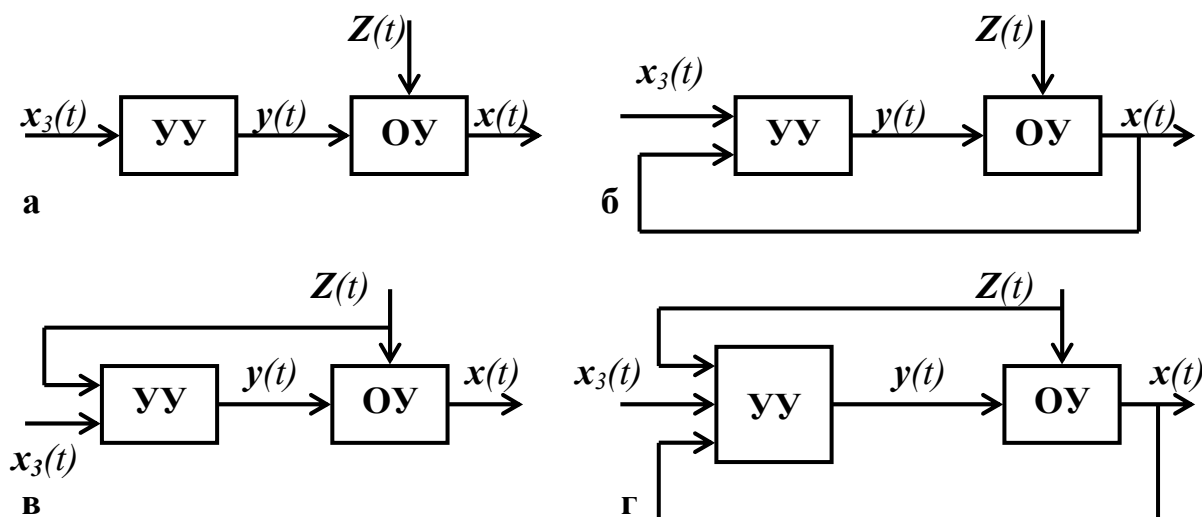 Z(t)
x₃(t) УУ y(t) ОУ x(t)
а
Z(t)
x₃(t)
УУ y(t) ОУ x(t)
б
Z(t)
УУ y(t) ОУ x(t)
x₃(t)
в
Z(t)
x₃(t) УУ y(t) ОУ x(t)
г